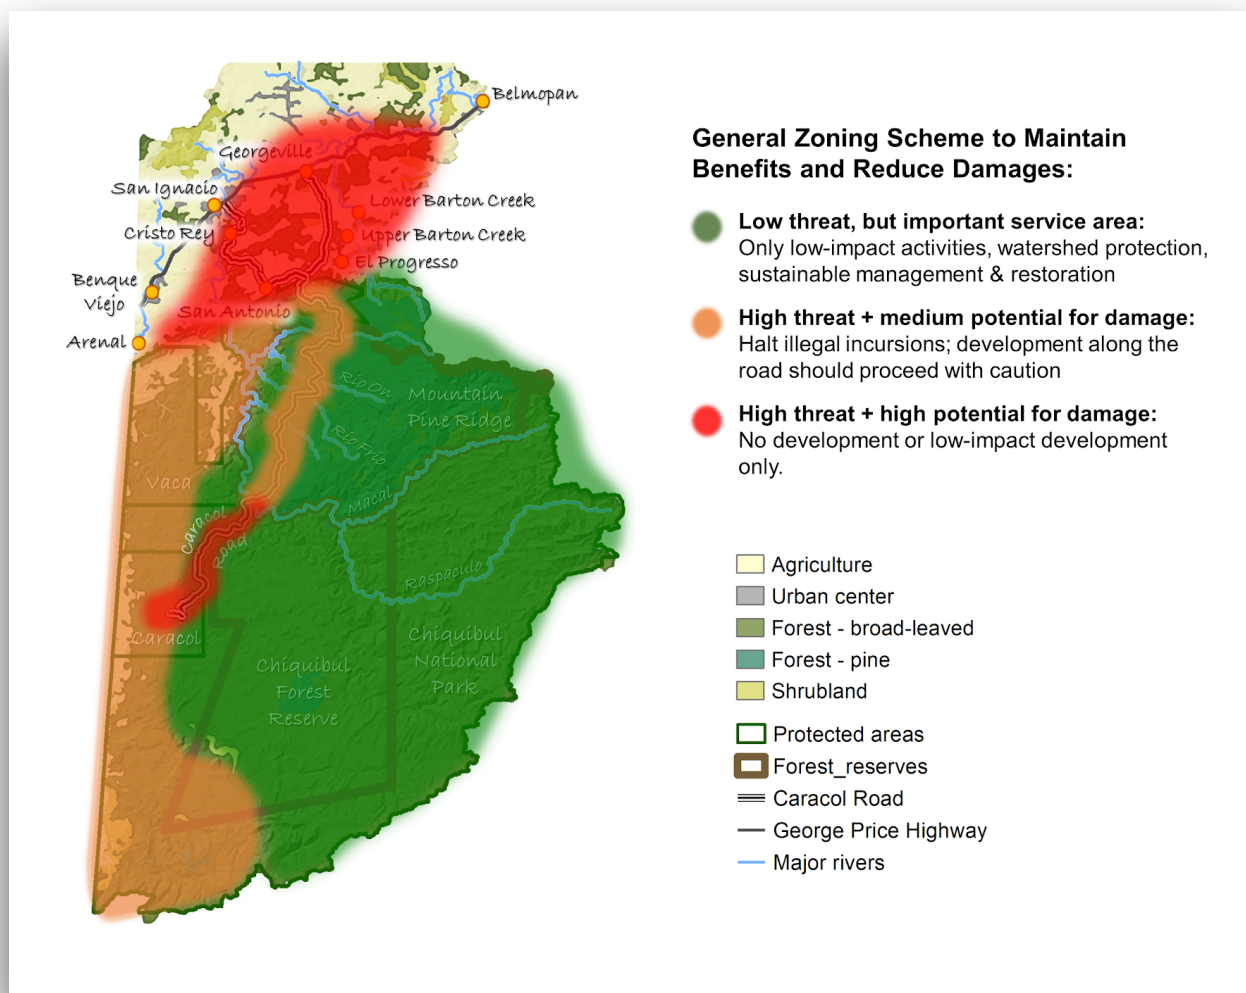 Belmopan
Georgeville
San Ignacio
Lower Barton Creek
Cristo Rey
Upper Barton Creek
El Progresso
Benque
Viejo
San Antonio
Arenal
Rio On
Mountain
Pine Ridge
Rio Frio
Vaca
Macal
Caracol
Road
Raspaculo
Caracol
Chiquibul
National
Park
Chiquibul
Forest
Reserve
General Zoning Scheme to Maintain
Benefits and Reduce Damages:
Low threat, but important service area:
Only low-impact activities, watershed protection,
sustainable management & restoration
High threat + medium potential for damage:
Halt illegal incursions; development along the
road should proceed with caution
High threat + high potential for damage:
No development or low-impact development
only.
Agriculture
Urban center
Forest - broad-leaved
Forest - pine
Shrubland
Protected areas
Forest_reserves
Caracol Road
George Price Highway
Major rivers